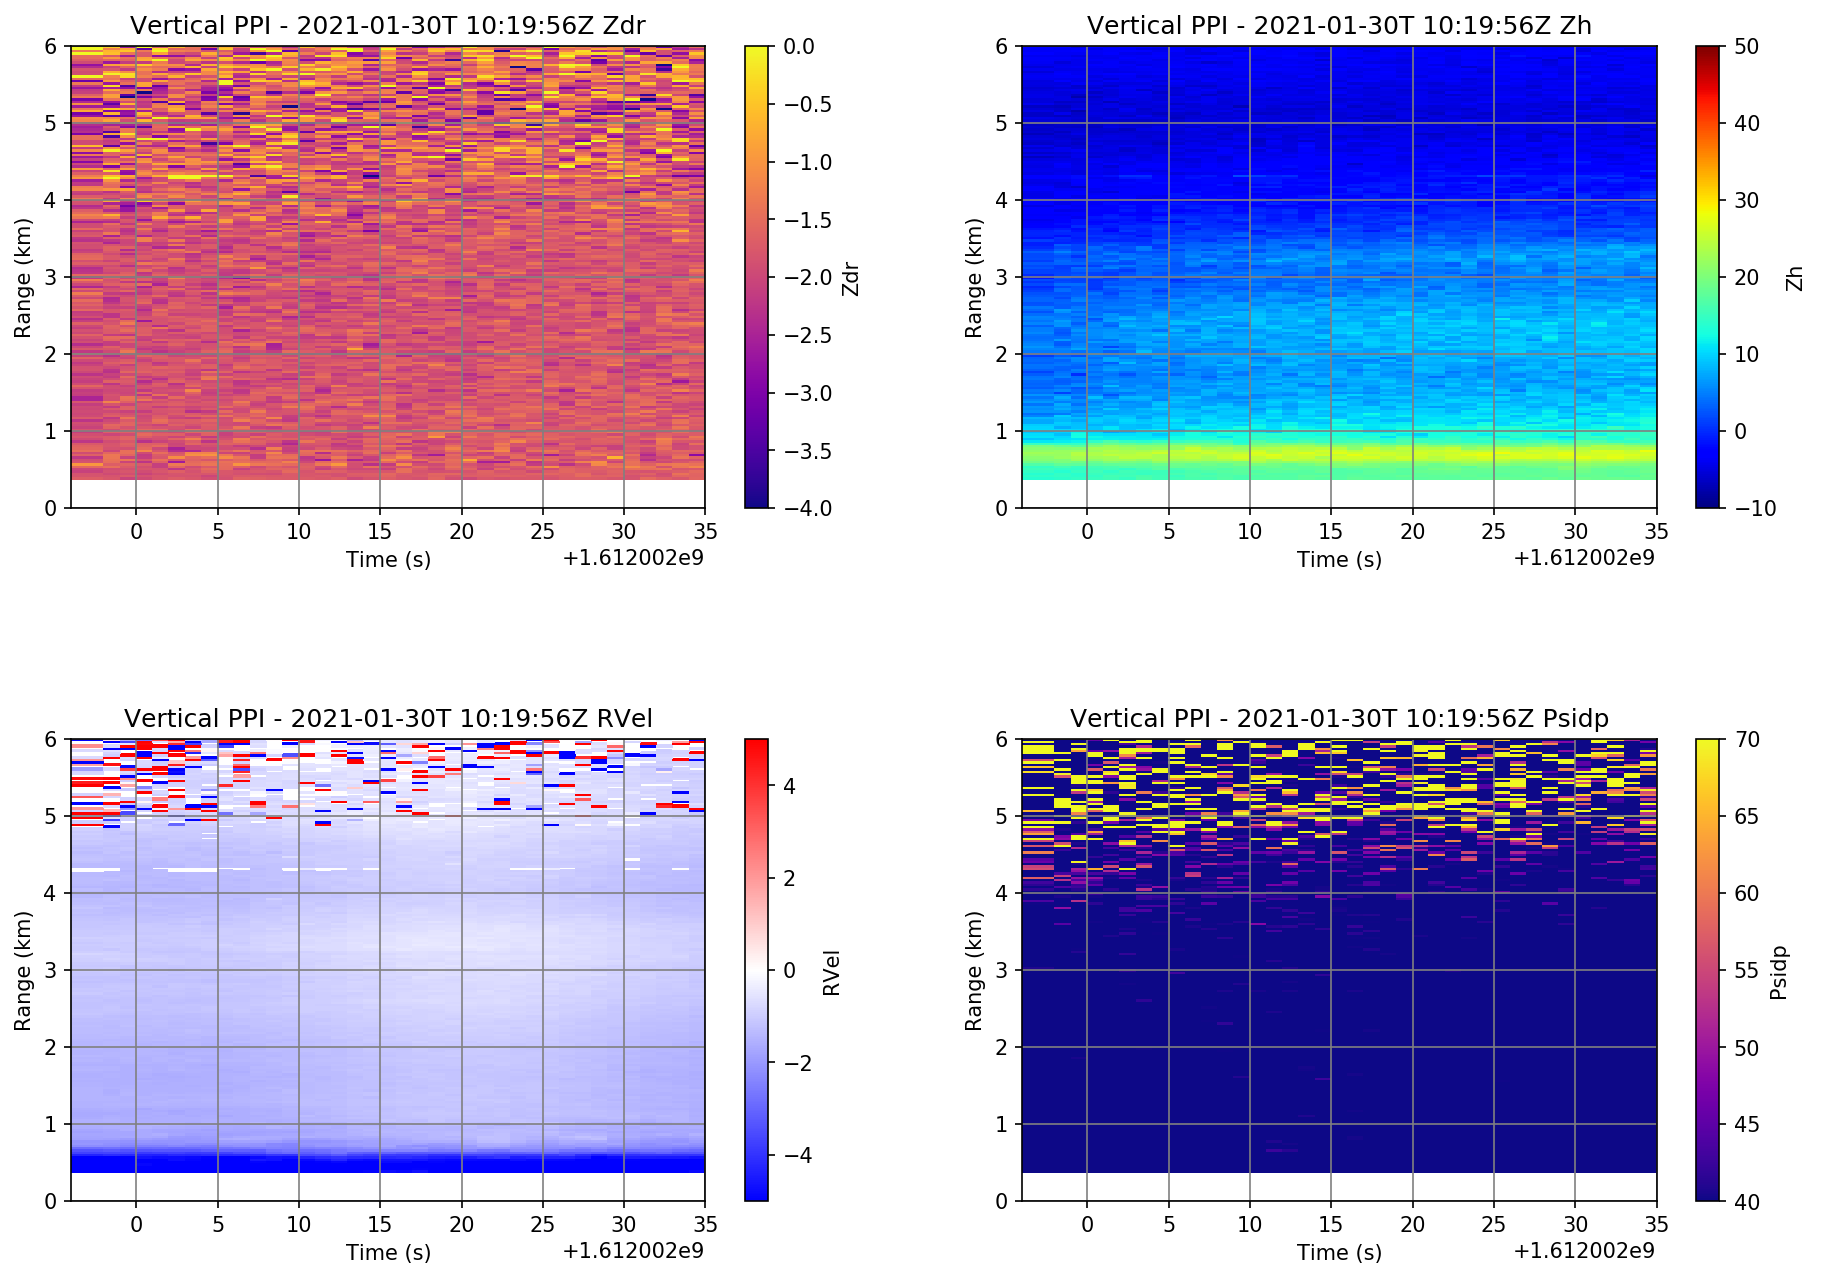 Vertical PPI - 2021-01-30T 10:19:56Z Zdr
6
5
4
3
2
1
0
Range (km)
0 5 10 15 20 25 30 35
Time (s)
+1.612002e9
0.0
−0.5
−1.0
−1.5
−2.0
−2.5
−3.0
−3.5
−4.0
Zdr
Vertical PPI - 2021-01-30T 10:19:56Z Zh
6
5
4
3
2
1
0
Range (km)
0 5 10 15 20 25 30 35
Time (s)
+1.612002e9
50
40
30
20
10
0
−10
Zh
Vertical PPI - 2021-01-30T 10:19:56Z RVel
6
5
4
3
2
1
0
Range (km)
0 5 10 15 20 25 30 35
Time (s)
+1.612002e9
4
2
0
−2
−4
RVel
Vertical PPI - 2021-01-30T 10:19:56Z Psidp
6
5
4
3
2
1
0
Range (km)
0 5 10 15 20 25 30 35
Time (s)
+1.612002e9
70
65
60
55
50
45
40
Psidp